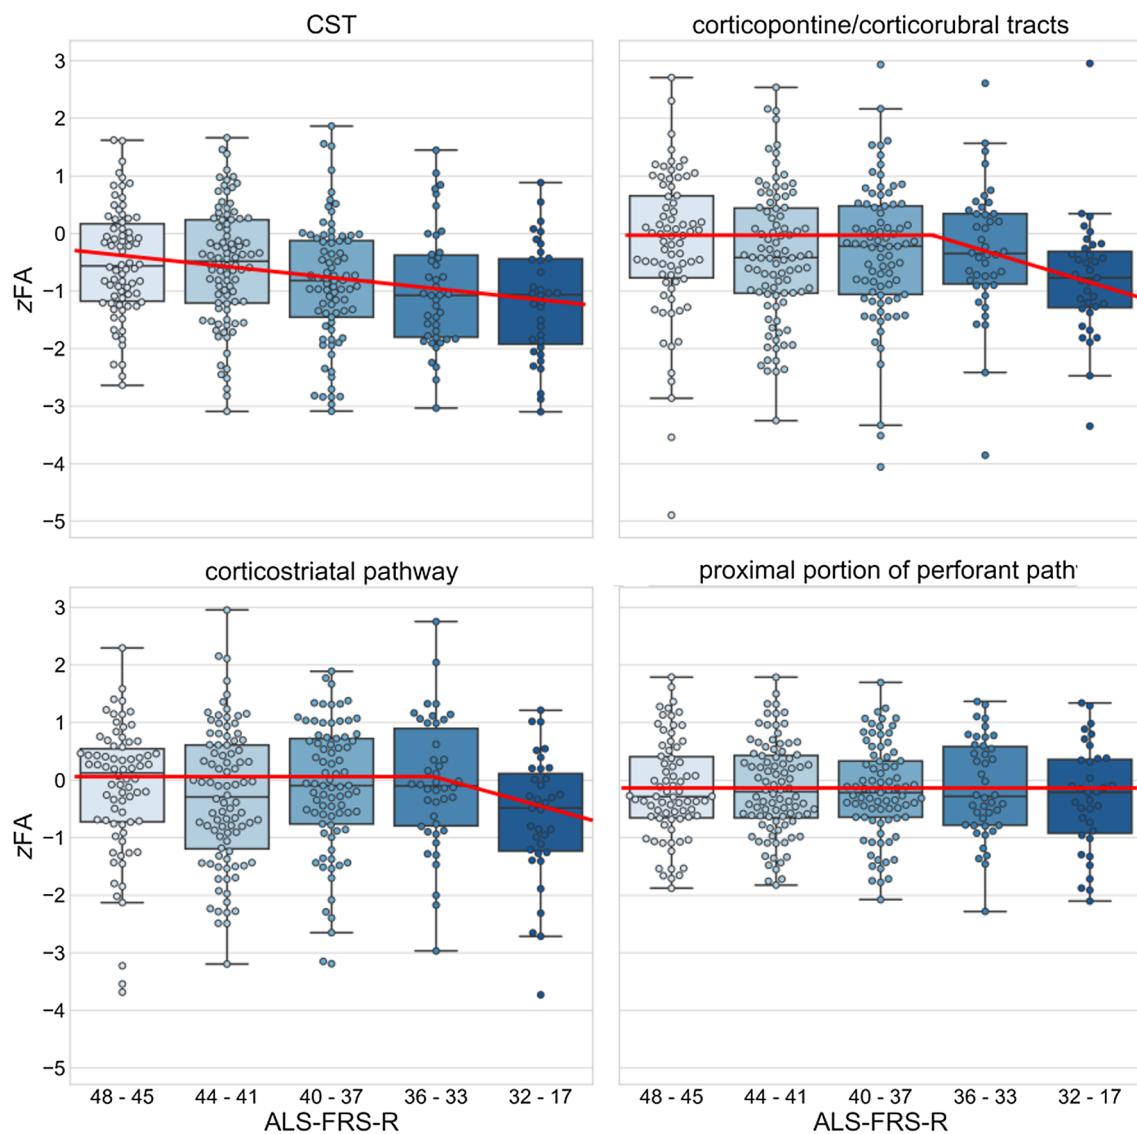 CST
corticopontine/corticorubral tracts
3
2
1
0
−1
−2
−3
−4
−5
zFA
corticostriatal pathway
proximal portion of perforant path
3
2
1
0
−1
−2
−3
−4
−5
zFA
48 - 45 44 - 41 40 - 37 36 - 33 32 - 17
48 - 45 44 - 41 40 - 37 36 - 33 32 - 17
ALS-FRS-R
ALS-FRS-R